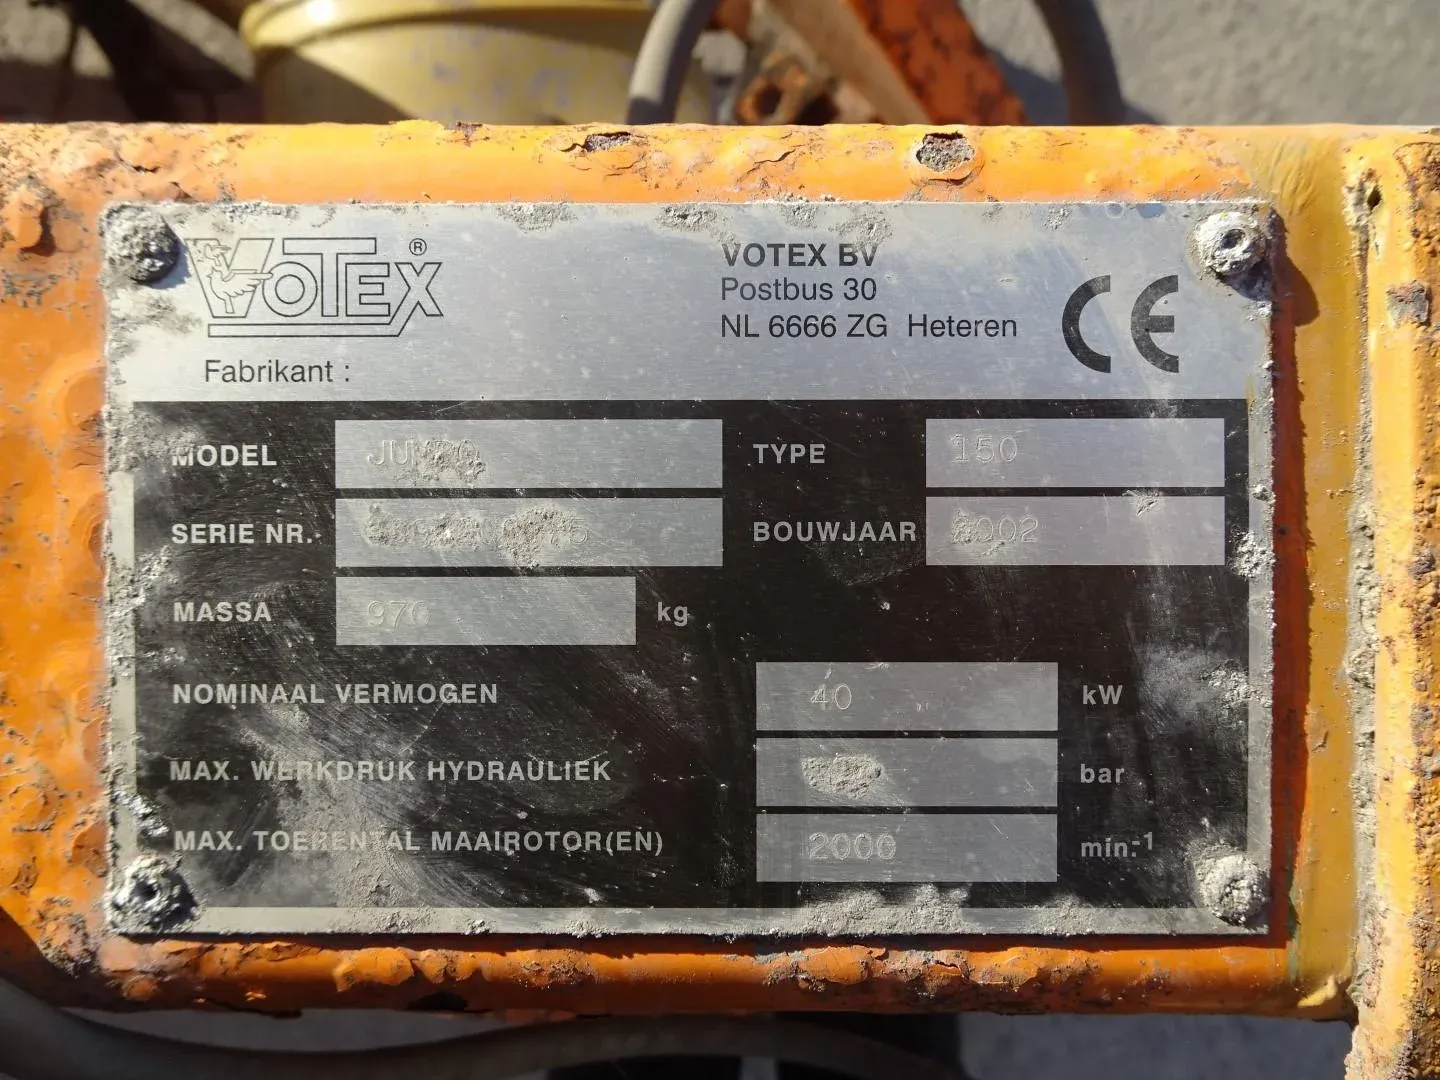 VOTEX ®
VOTEX BV
Postbus 30
NL 6666 ZG Heteren
CE
Fabrikant :
MODEL JUMBO TYPE 150
SERIE NR. BOUWJAAR 2002
MASSA 970 kg
NOMINAAL VERMOGEN 40 kW
MAX. WERKDRUK HYDRAULIEK bar
MAX. TOERENTAL MAAIROTOR(EN) 2000 min.-1